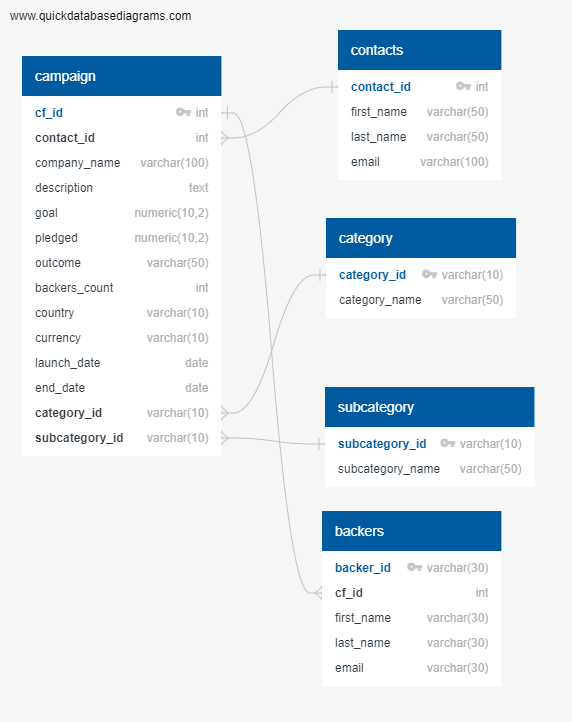 www.quickdatabasediagrams.com
campaign
cf_id int
contact_id int
company_name varchar(100)
description text
goal numeric(10,2)
pledged numeric(10,2)
outcome varchar(50)
backers_count int
country varchar(10)
currency varchar(10)
launch_date date
end_date date
category_id varchar(10)
subcategory_id varchar(10)
contacts
contact_id int
first_name varchar(50)
last_name varchar(50)
email varchar(100)
category
category_id varchar(10)
category_name varchar(50)
subcategory
subcategory_id varchar(10)
subcategory_name varchar(50)
backers
backer_id varchar(30)
cf_id int
first_name varchar(30)
last_name varchar(30)
email varchar(30)